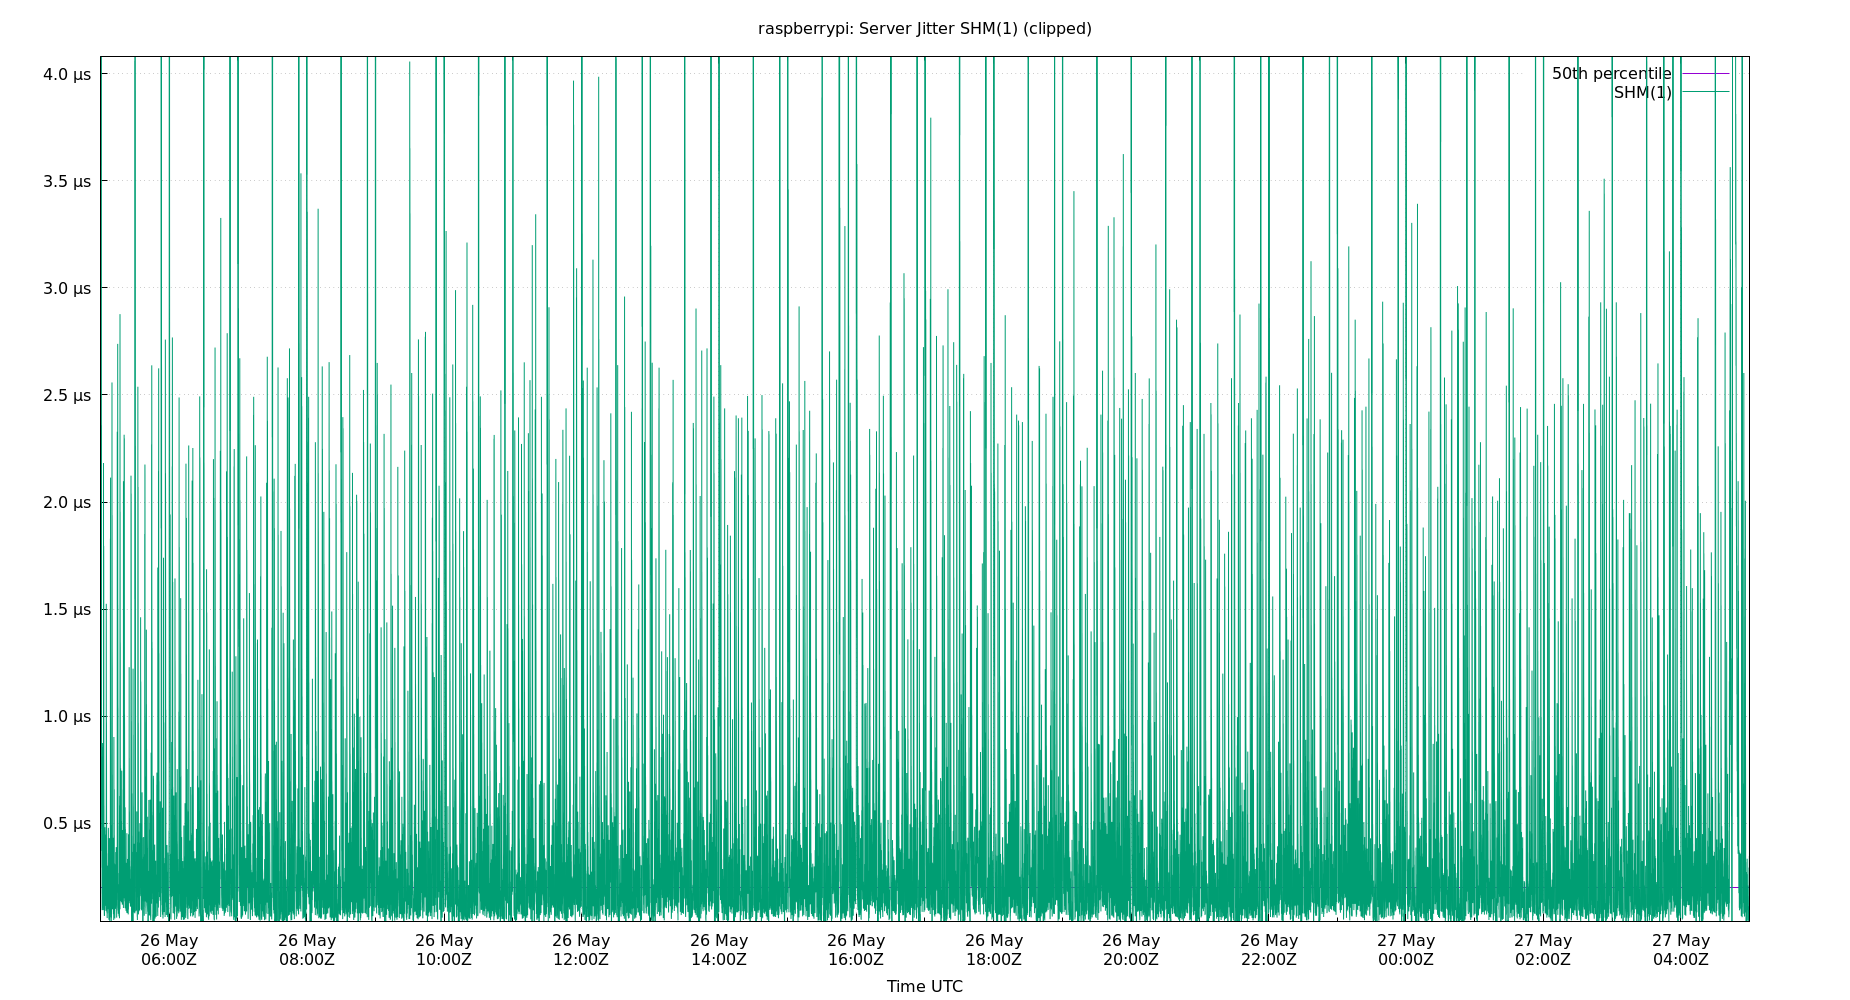 raspberrypi: Server Jitter SHM(1) (clipped)
4.0 µs
3.5 µs
3.0 µs
2.5 µs
2.0 µs
1.5 µs
1.0 µs
0.5 µs
50th percentile
SHM(1)
26 May 26 May 26 May 26 May 26 May 26 May 26 May 26 May 26 May 27 May 27 May 27 May
06:00Z 08:00Z 10:00Z 12:00Z 14:00Z 16:00Z 18:00Z 20:00Z 22:00Z 00:00Z 02:00Z 04:00Z
Time UTC